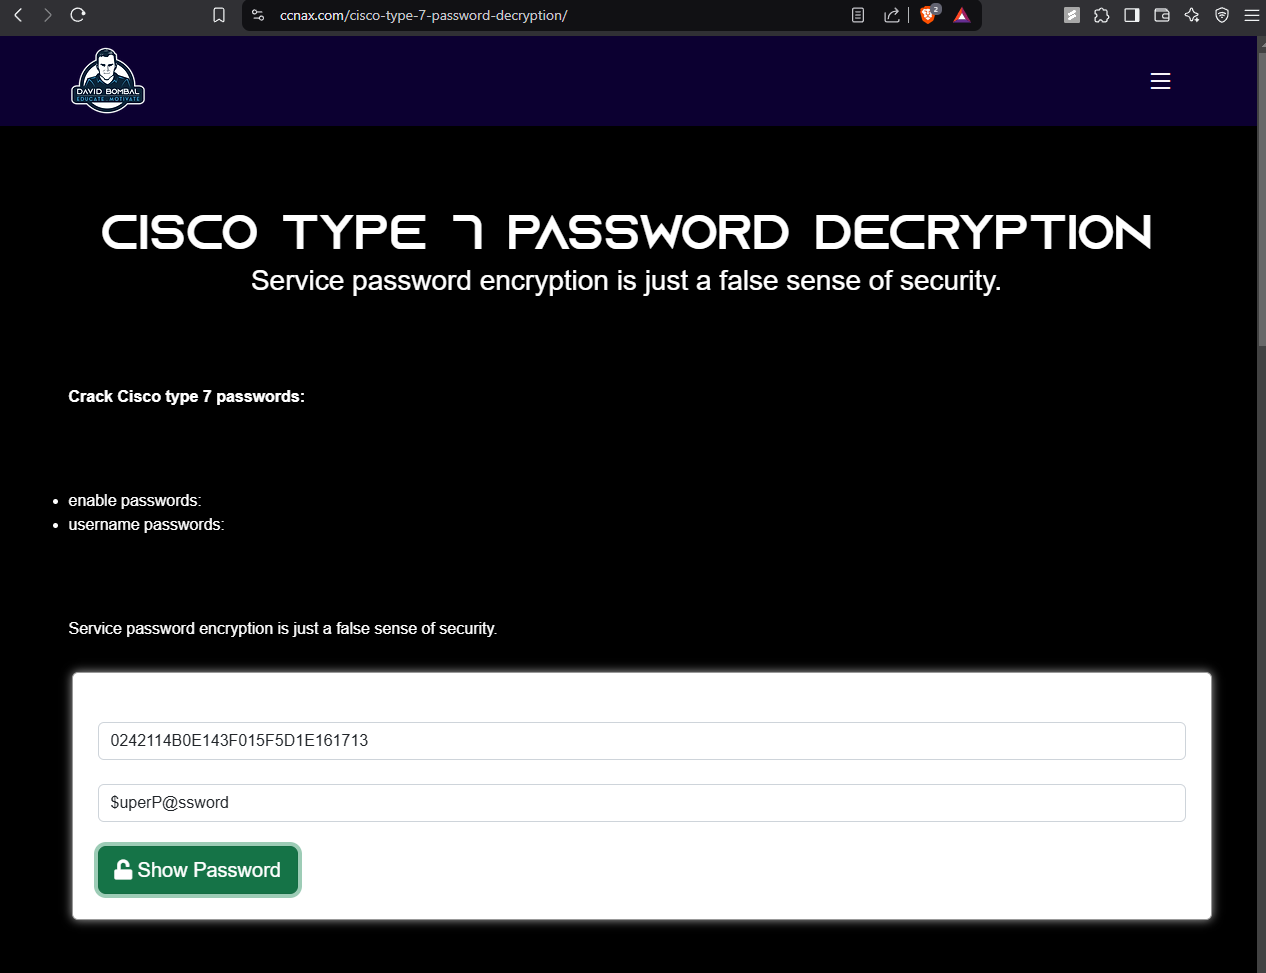 ccnax.com/cisco-type-7-password-decryption/
2
DAVID BOMBAL
EDUCATE. MOTIVATE
CISCO TYPE 7 PASSWORD DECRYPTION
Service password encryption is just a false sense of security.
Crack Cisco type 7 passwords:
• enable passwords:
• username passwords:
Service password encryption is just a false sense of security.
0242114B0E143F015F5D1E161713
$uperP@ssword
Show Password